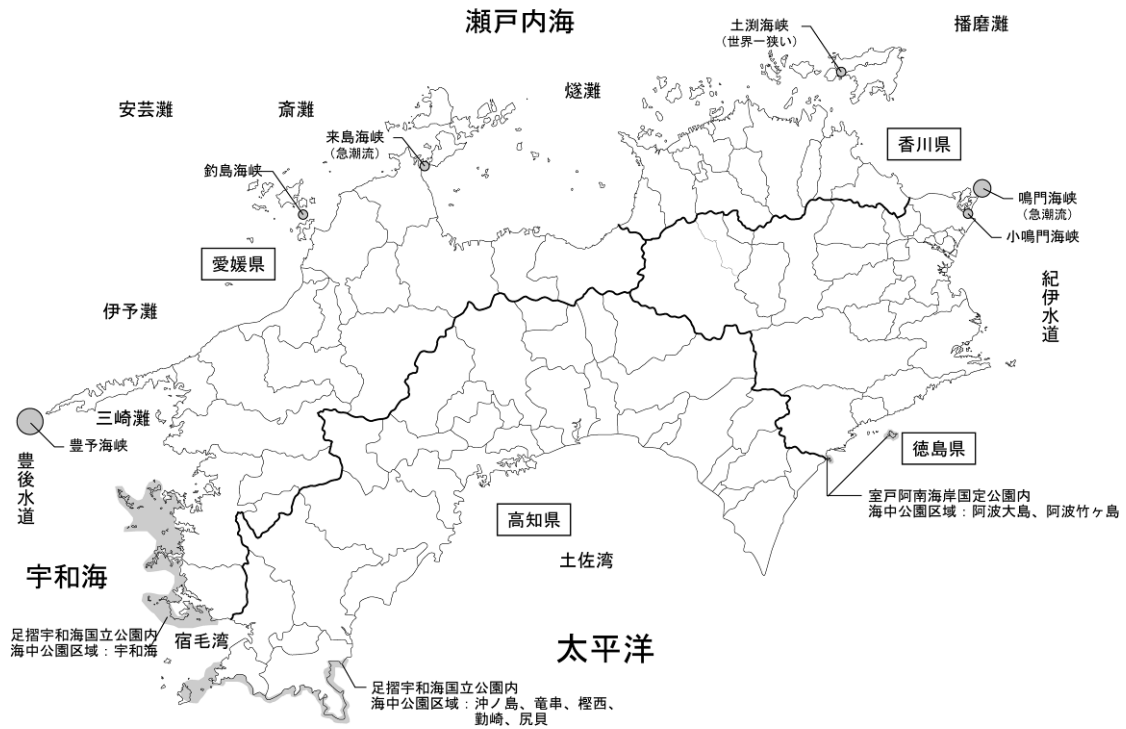 瀬戸内海
土渕海峡
（世界一狭い）
播磨灘
安芸灘
斎灘
燧灘
来島海峡
（急潮流）
香川県
釣島海峡
鳴門海峡
（急潮流）
小鳴門海峡
愛媛県
紀伊水道
伊予灘
三崎灘
豊予海峡
徳島県
豊後水道
室戸阿南海岸国定公園内
海中公園区域：阿波大島、阿波竹ヶ島
高知県
土佐湾
宇和海
足摺宇和海国立公園内
海中公園区域：宇和海
宿毛湾
太平洋
足摺宇和海国立公園内
海中公園区域：沖ノ島、竜串、樫西、
勤崎、尻貝